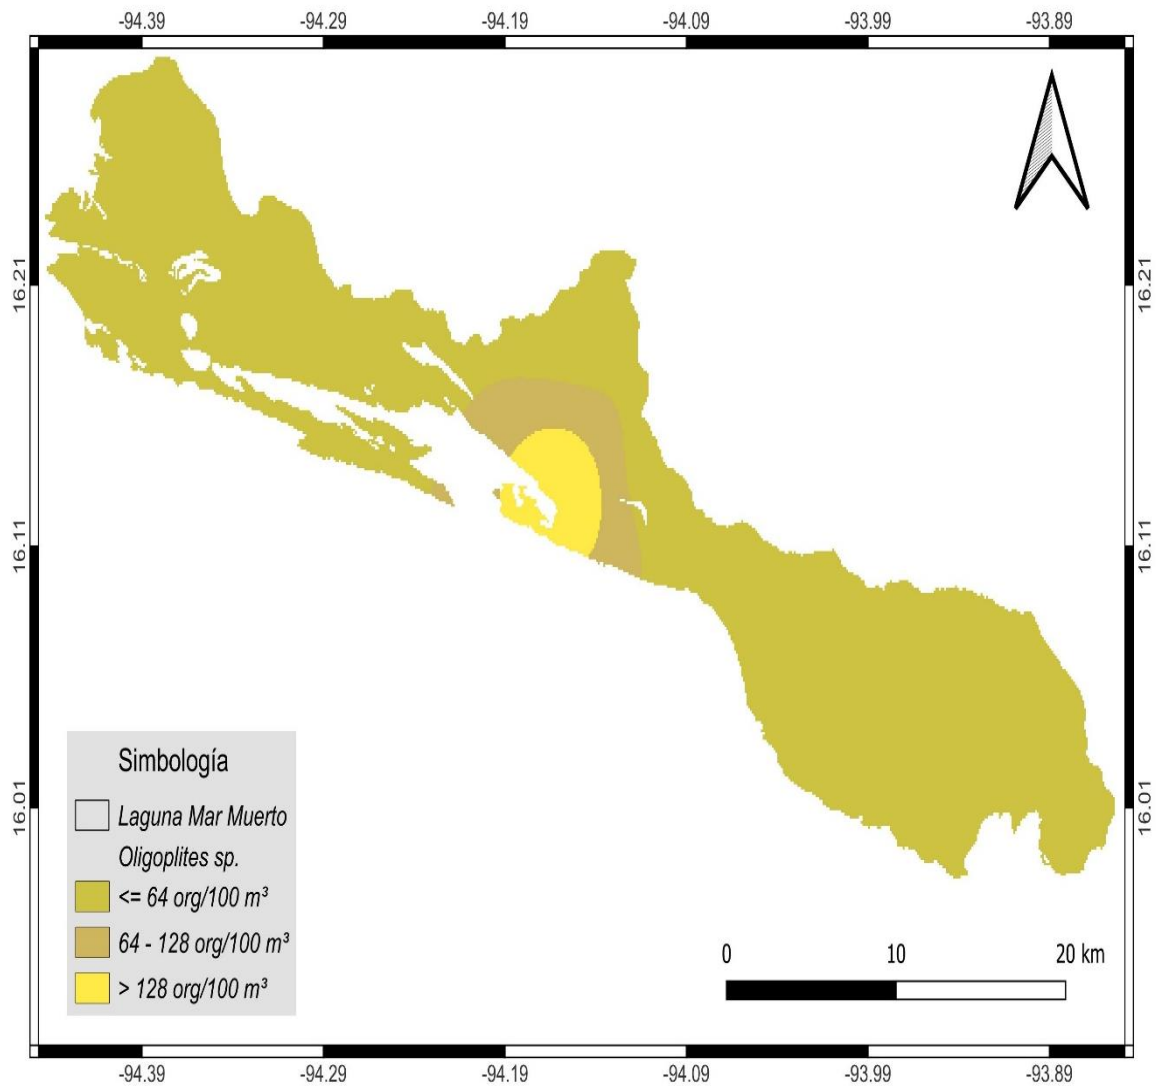 -94.39 -94.29 -94.19 -94.09 -93.99 -93.89
16.21 16.21
16.11 16.11
16.01 16.01
Simbología
Laguna Mar Muerto
Oligoplites sp.
<= 64 org/100 m³
64 - 128 org/100 m³
> 128 org/100 m³
0 10 20 km
-94.39 -94.29 -94.19 -94.09 -93.99 -93.89